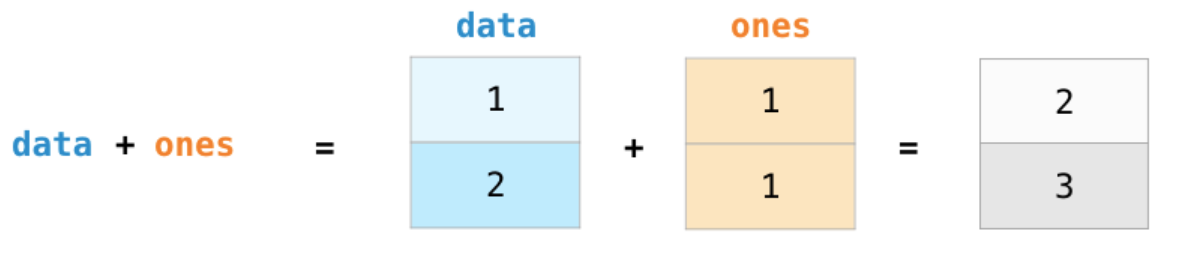 data ones
1 1 2
data + ones = + =
2 1 3